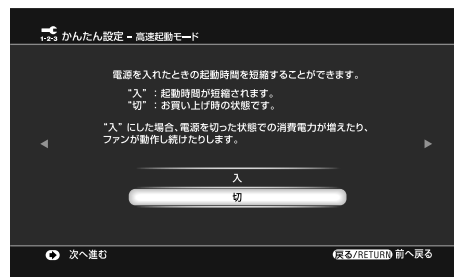 1-2-3 かんたん設定 – 高速起動モード
電源を入れたときの起動時間を短縮することができます。
“入”：起動時間が短縮されます。
“切”：お買い上げ時の状態です。
“入”にした場合、電源を切った状態での消費電力が増えたり、
ファンが動作し続けたりします。
入
切
次へ進む
戻る/RETURN 前へ戻る